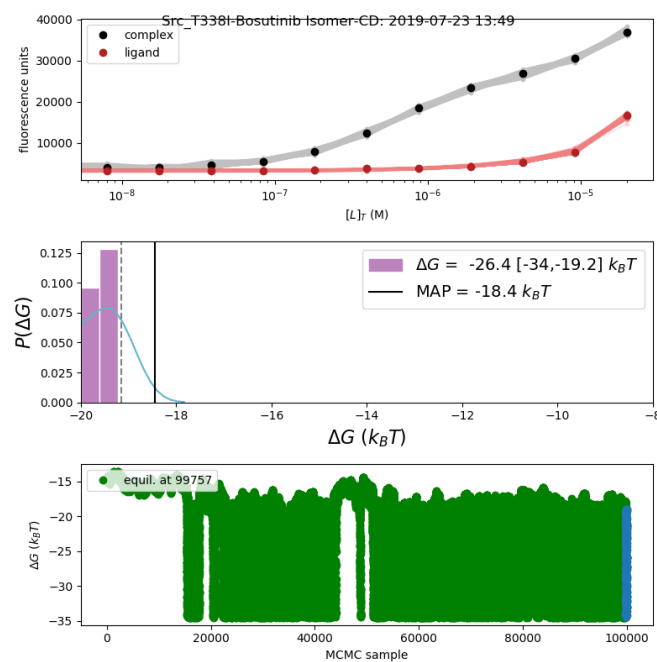 Src_T338I-Bosutinib Isomer-CD: 2019-07-23 13:49
40000
30000
20000
10000
fluorescence units
complex
ligand
10⁻⁸
10⁻⁷
10⁻⁶
10⁻⁵
[L]_T (M)
0.125
0.100
0.075
0.050
0.025
0.000
P(ΔG)
ΔG = -26.4 [-34,-19.2] k_BT
MAP = -18.4 k_BT
−20
−18
−16
−14
−12
−10
−8
ΔG (k_BT)
−15
−20
−25
−30
−35
ΔG (k_BT)
equil. at 99757
0
20000
40000
60000
80000
100000
MCMC sample